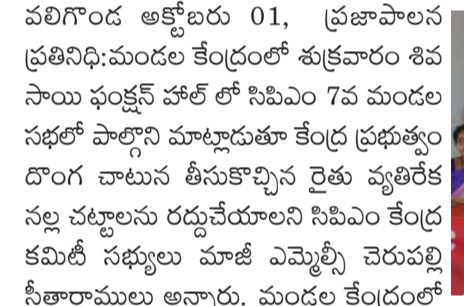 వలిగొండ అక్టోబరు 01, ప్రజాపాలన
ప్రతినిధి:మండల కేంద్రంలో శుక్రవారం శివ
సాయి ఫంక్షన్ హాల్ లో సిపిఎం 7వ మండల
సభలో పాల్గొని మాట్లాడుతూ కేంద్ర ప్రభుత్వం
దొంగ చాటున తీసుకొచ్చిన రైతు వ్యతిరేక
నల్ల చట్టాలను రద్దుచేయాలని సిపిఎం కేంద్ర
కమిటీ సభ్యులు మాజీ ఎమ్మెల్సీ చెరుపల్లి
సీతారాములు అన్నారు. మండల కేంద్రంలో